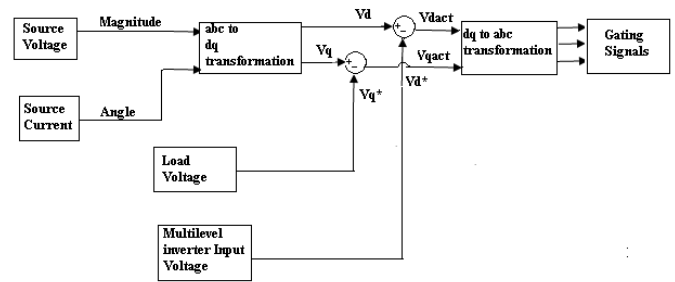 Source
Voltage
Magnitude
abc to
dq
transformation
Vd
Vq
+
−
Vdact
+
−
Vqact
Vd*
Vq*
dq to abc
transformation
Gating
Signals
Source
Current
Angle
Load
Voltage
Multilevel
inverter Input
Voltage